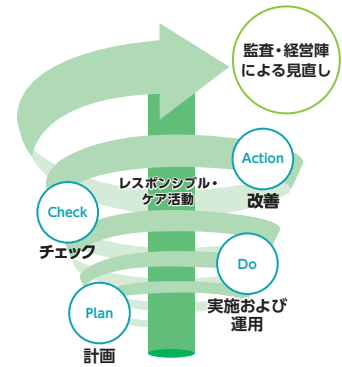 監査・経営陣
による見直し
Action
改善
レスポンシブル・
ケア活動
Check
チェック
Do
実施および
運用
Plan
計画